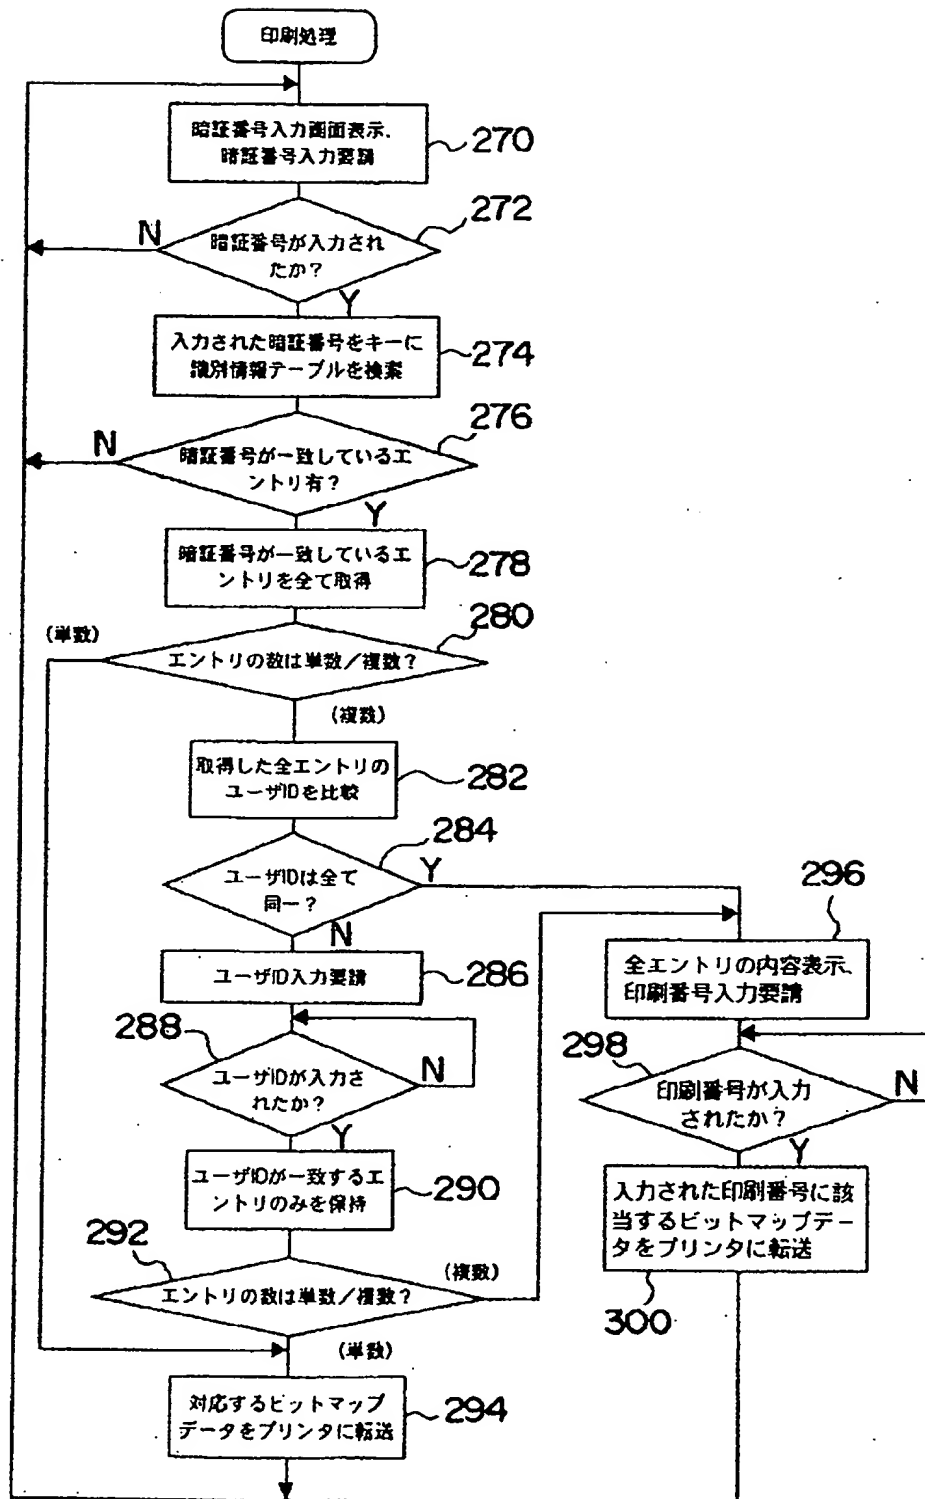 印刷処理
暗証番号入力画面表示、
暗証番号入力要請
270
272
N
暗証番号が入力され
たか?
Y
入力された暗証番号をキーに
識別情報テーブルを検索
274
276
N
暗証番号が一致しているエ
ントリ有?
Y
暗証番号が一致しているエ
ントリを全て取得
278
280
(単数)
エントリの数は単数/複数?
(複数)
取得した全エントリの
ユーザIDを比較
282
284
Y
ユーザIDは全て
同一?
N
ユーザID入力要請
286
288
ユーザIDが入力さ
れたか?
N
Y
ユーザIDが一致するエ
ントリのみを保持
290
292
(複数)
エントリの数は単数/複数?
(単数)
対応するビットマップ
データをプリンタに転送
294
296
全エントリの内容表示、
印刷番号入力要請
298
印刷番号が入力
されたか?
N
Y
入力された印刷番号に該
当するビットマップデー
タをプリンタに転送
300